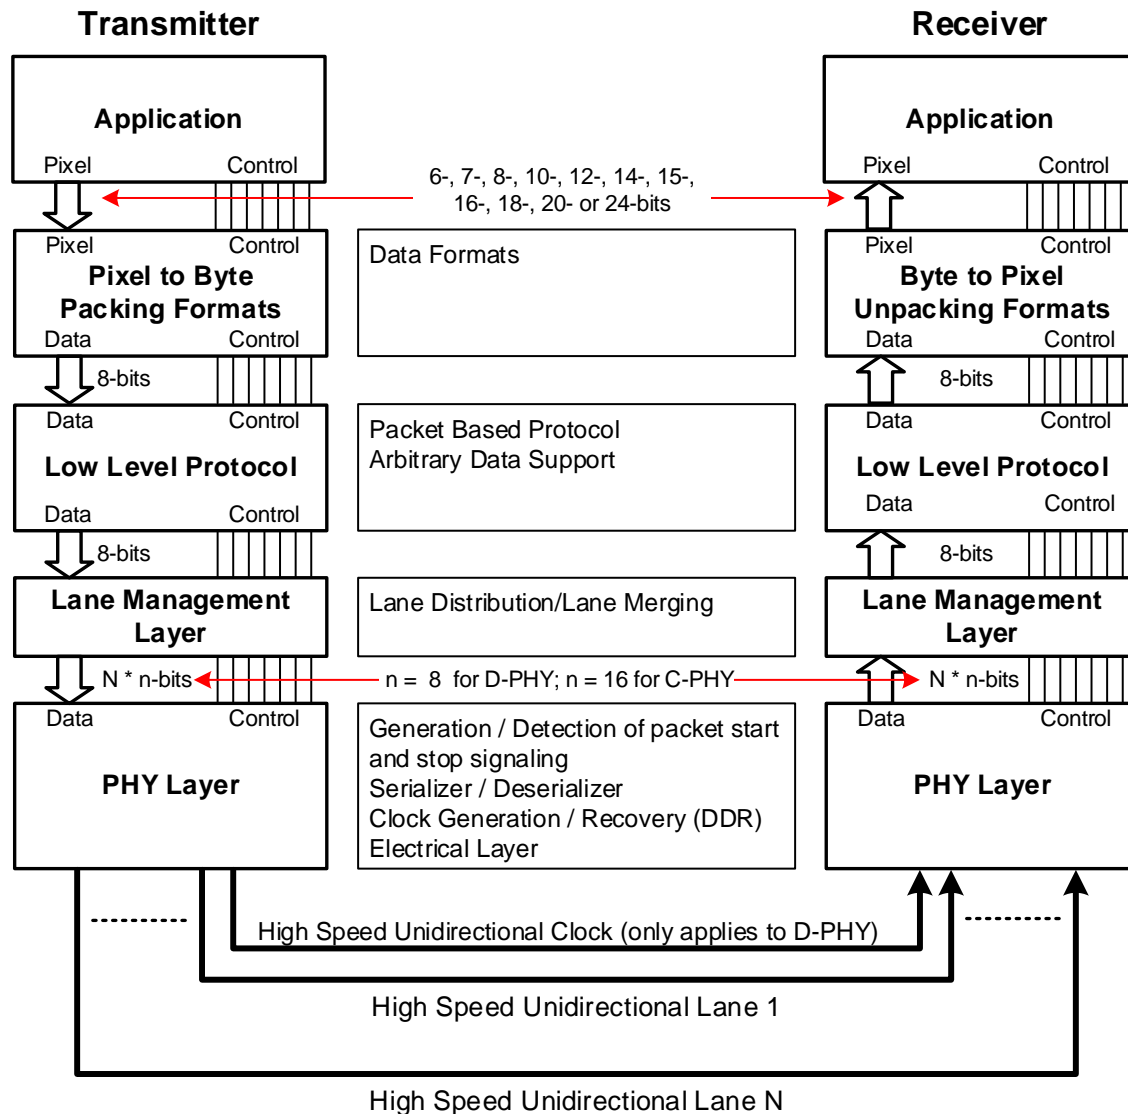 Transmitter
Receiver
Application
Pixel
Control
6-, 7-, 8-, 10-, 12-, 14-, 15-,
16-, 18-, 20- or 24-bits
Application
Pixel
Control
Pixel
Control
Pixel to Byte
Packing Formats
Data
Control
Data Formats
Pixel
Control
Byte to Pixel
Unpacking Formats
Data
Control
8-bits
8-bits
Data
Control
Low Level Protocol
Data
Control
Packet Based Protocol
Arbitrary Data Support
Data
Control
Low Level Protocol
Data
Control
8-bits
8-bits
Lane Management
Layer
Lane Distribution/Lane Merging
Lane Management
Layer
N * n-bits
n = 8 for D-PHY; n = 16 for C-PHY
N * n-bits
Data
Control
PHY Layer
Generation / Detection of packet start
and stop signaling
Serializer / Deserializer
Clock Generation / Recovery (DDR)
Electrical Layer
Data
Control
PHY Layer
High Speed Unidirectional Clock (only applies to D-PHY)
High Speed Unidirectional Lane 1
High Speed Unidirectional Lane N